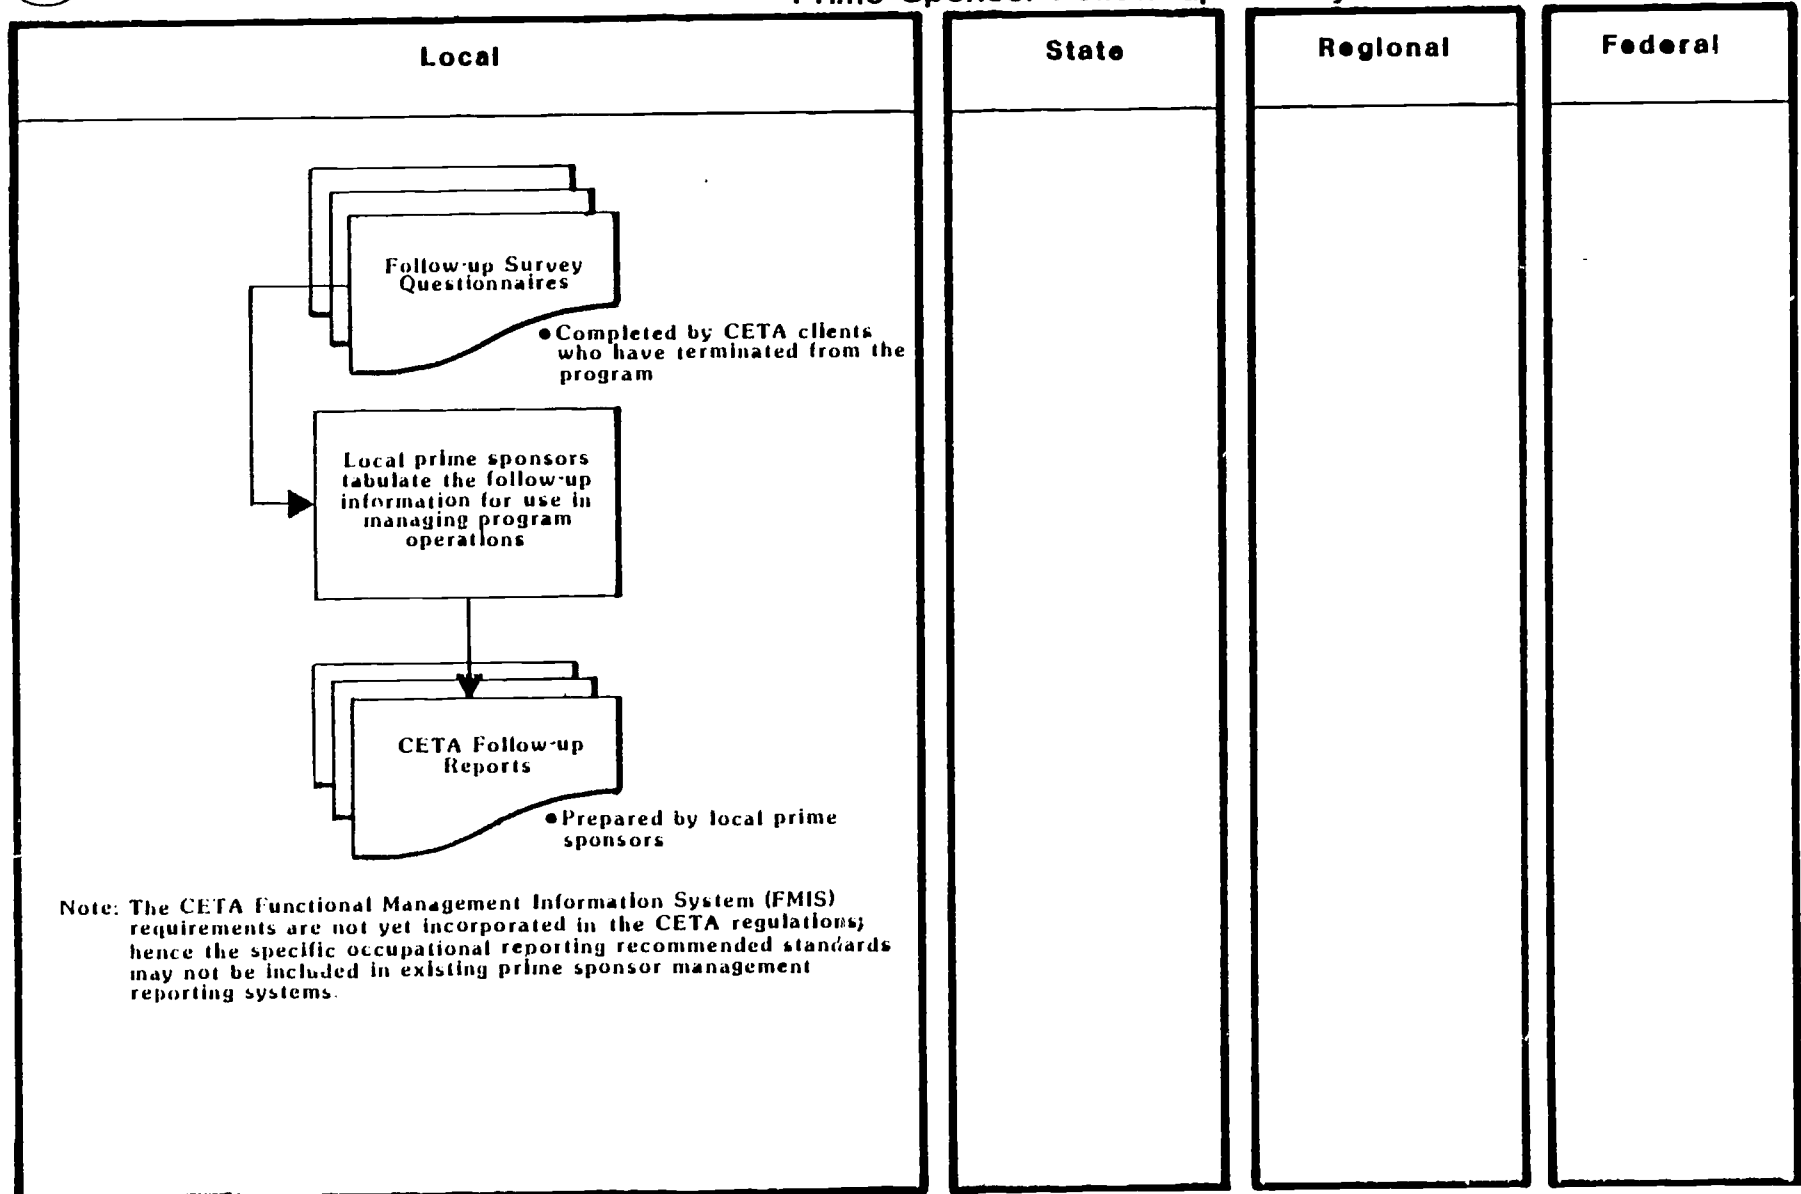 Local
State
Regional
Federal
Follow-up Survey
Questionnaires
• Completed by CETA clients
who have terminated from the
program
Local prime sponsors
tabulate the follow-up
information for use in
managing program
operations
CETA Follow-up
Reports
• Prepared by local prime
sponsors
Note: The CETA Functional Management Information System (FMIS)
requirements are not yet incorporated in the CETA regulations;
hence the specific occupational reporting recommended standards
may not be included in existing prime sponsor management
reporting systems.